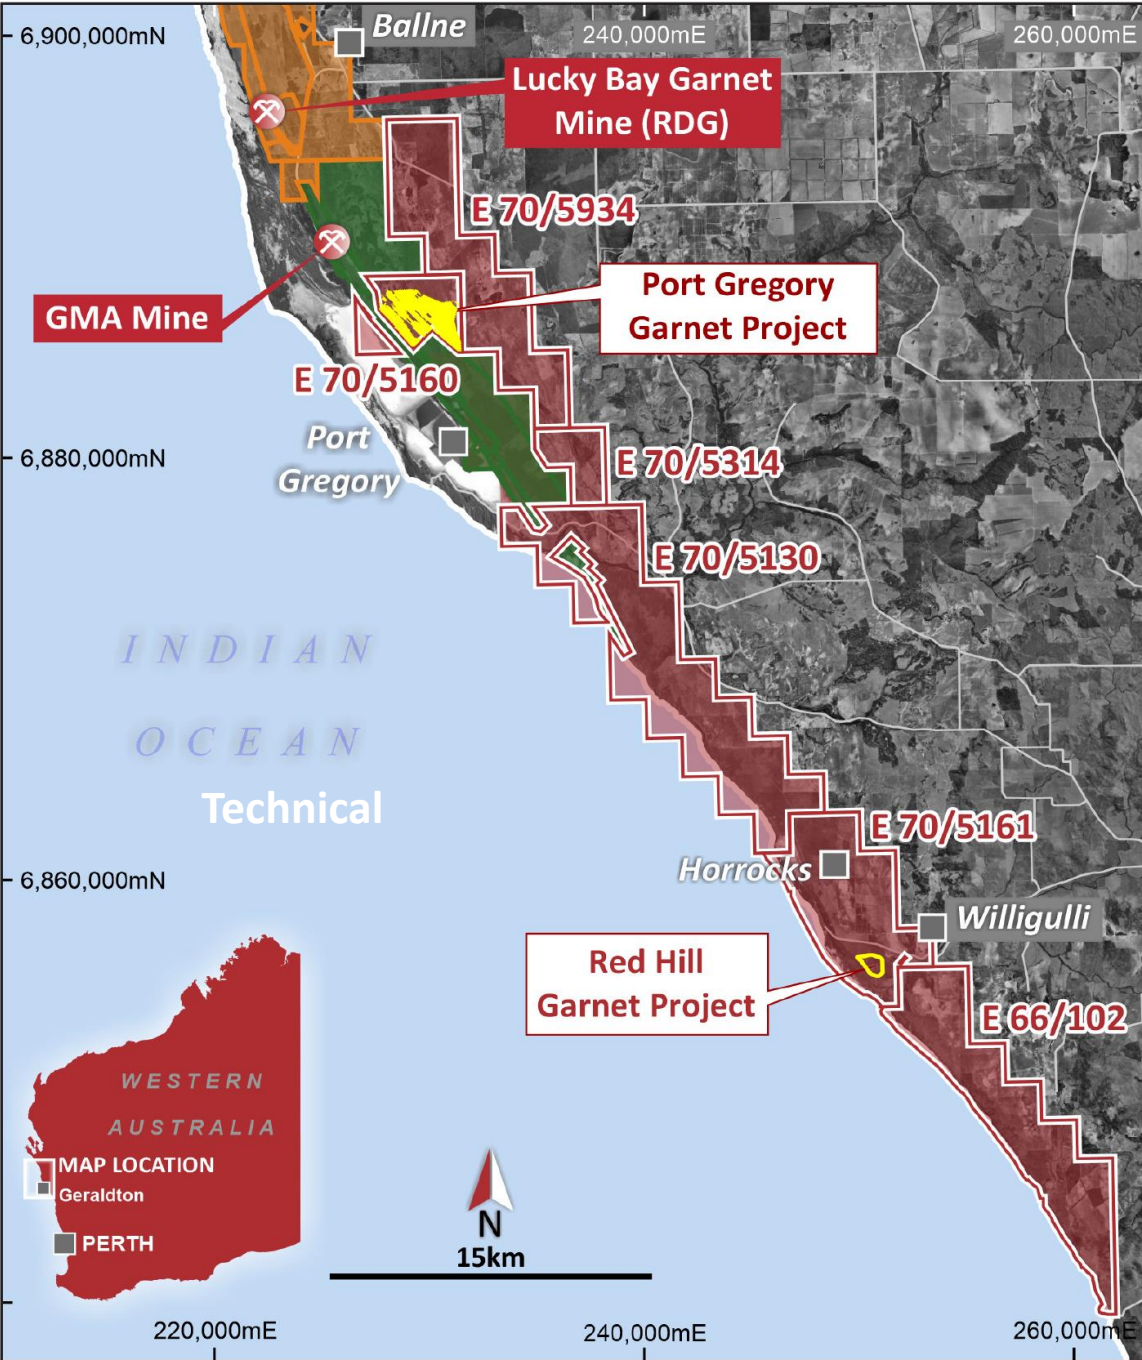 6,900,000mN
Ballne
240,000mE
260,000mE
Lucky Bay Garnet
Mine (RDG)
E 70/5934
GMA Mine
Port Gregory
Garnet Project
E 70/5160
Port
Gregory
6,880,000mN
E 70/5314
E 70/5130
INDIAN
OCEAN
Technical
E 70/5161
Horrocks
6,860,000mN
Willigulli
Red Hill
Garnet Project
E 66/102
WESTERN
AUSTRALIA
MAP LOCATION
Geraldton
PERTH
N
15km
220,000mE
240,000mE
260,000mE